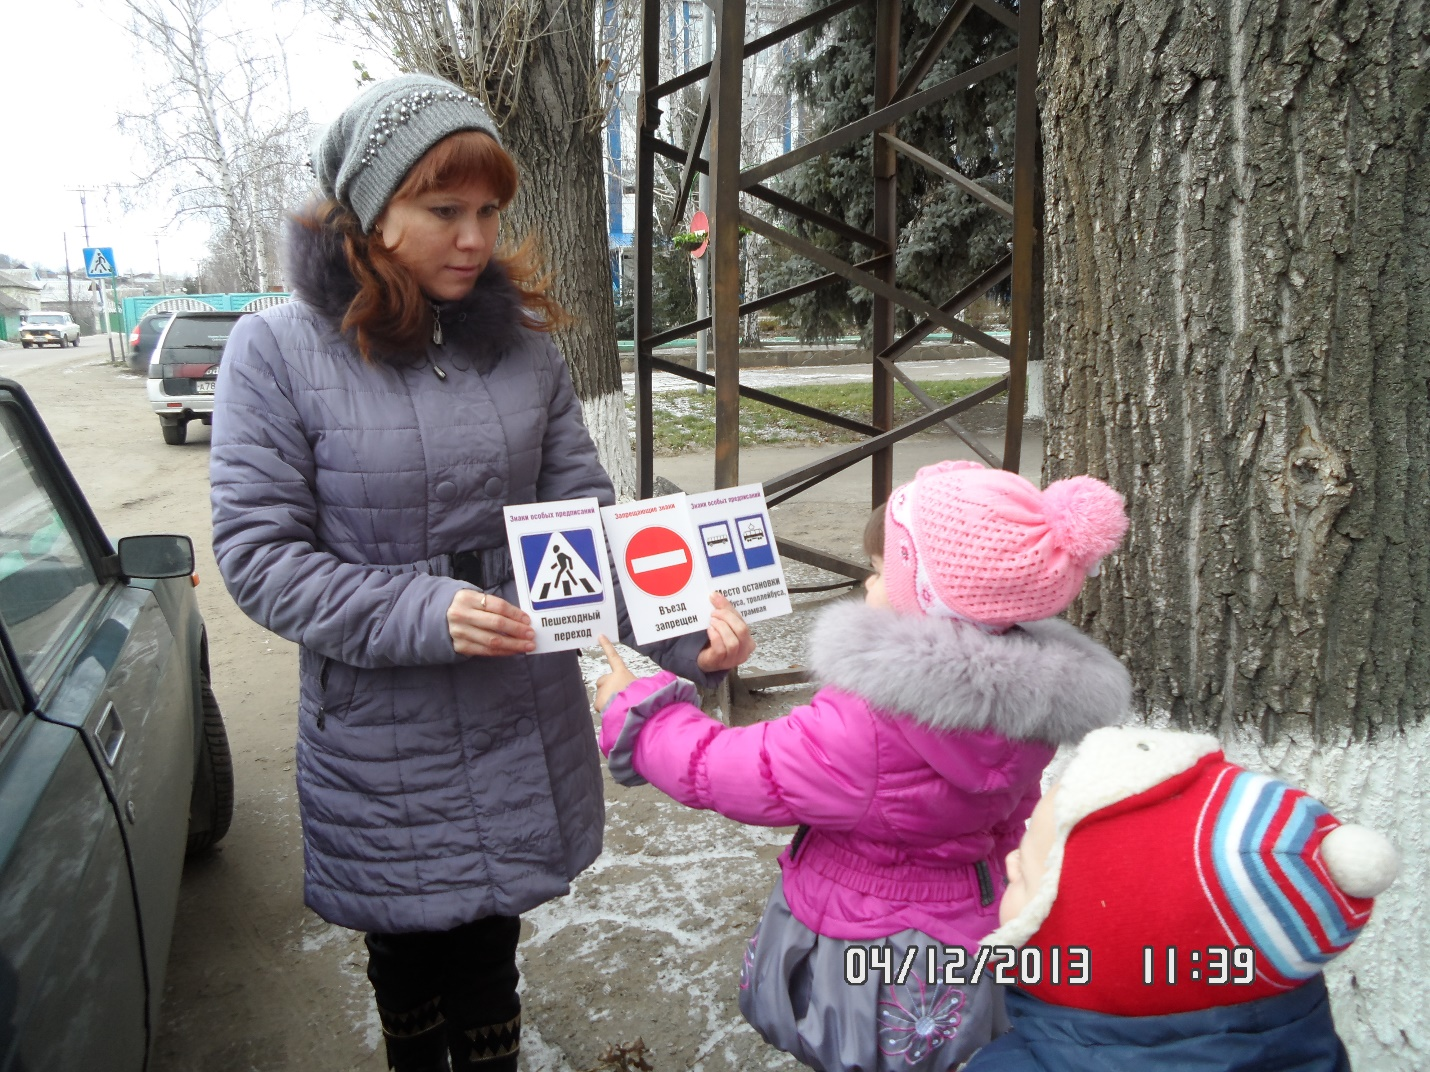 Знаки особых предписаний
Пешеходный
переход
Запрещающие знаки
Въезд
запрещен
Знаки особых предписаний
Место остановки
троллейбуса,
трамвая
04/12/2013 11:39